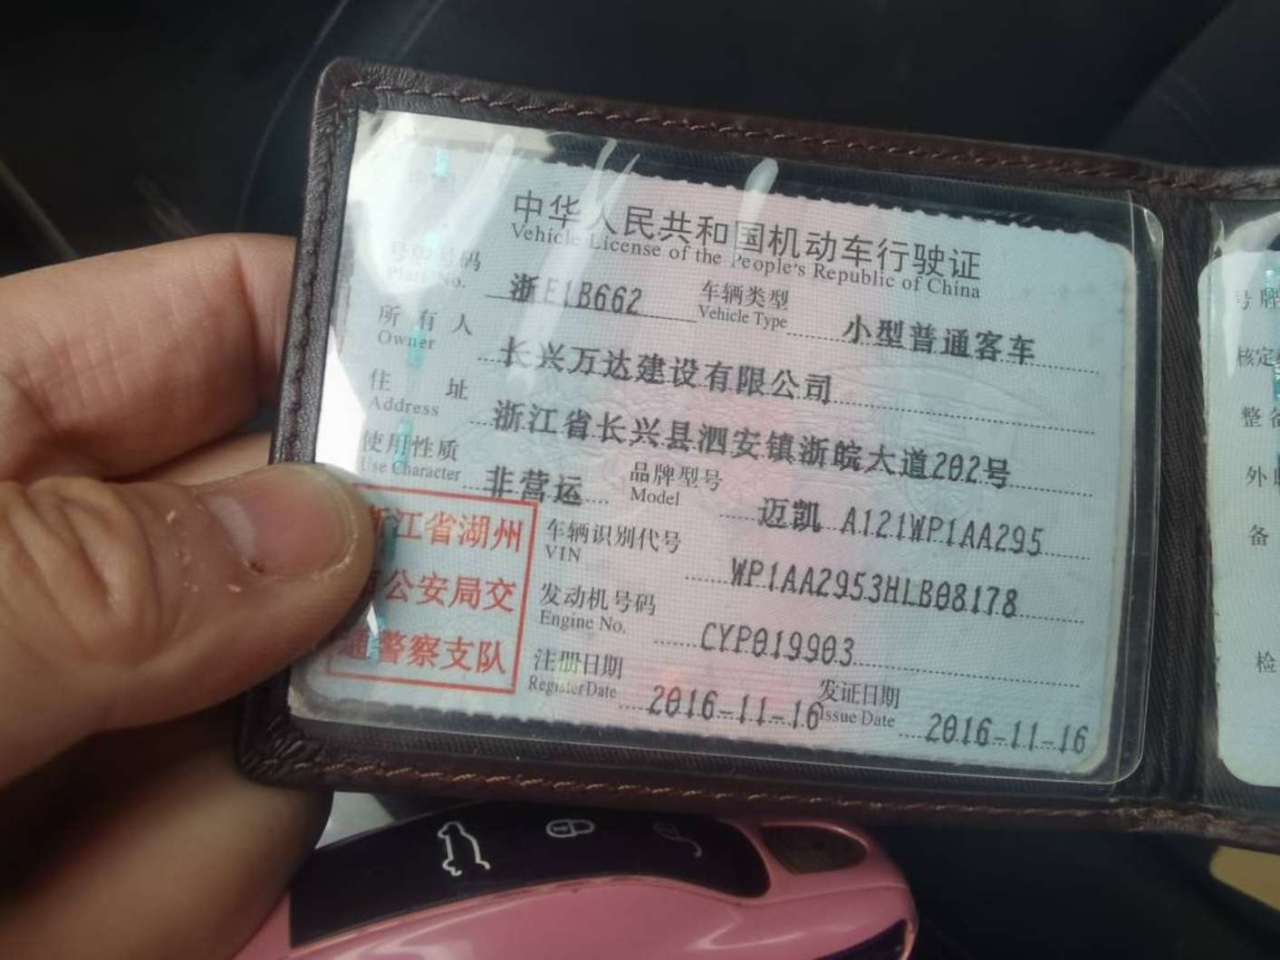 中华人民共和国机动车行驶证
Vehicle License of the People's Republic of China
号牌号码 浙E1B662 车辆类型 小型普通客车
Plate No. Vehicle Type
所有人 长兴万达建设有限公司
Owner
住址 浙江省长兴县泗安镇浙皖大道202号
Address
使用性质 非营运 品牌型号 迈凯 A121WP1AA295
Use Character Model
浙江省湖州
公安局交
通警察支队
车辆识别代号 WP1AA2953HLB08178
VIN
发动机号码 CYP019903
Engine No.
注册日期 2016-11-16 发证日期 2016-11-16
Register Date Issue Date
号牌
核定
整备
外
备
检